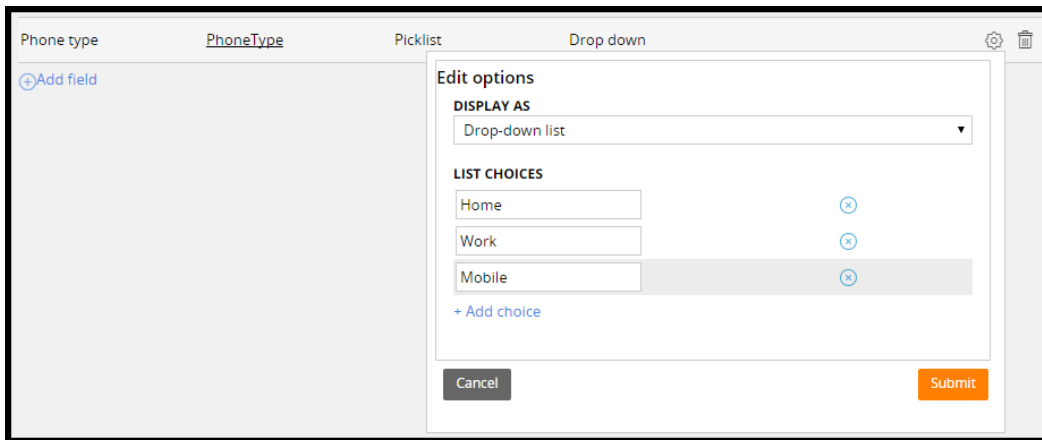 Phone type PhoneType Picklist Drop down
Add field
Edit options
DISPLAY AS
Drop-down list
LIST CHOICES
Home
Work
Mobile
+ Add choice
Cancel Submit